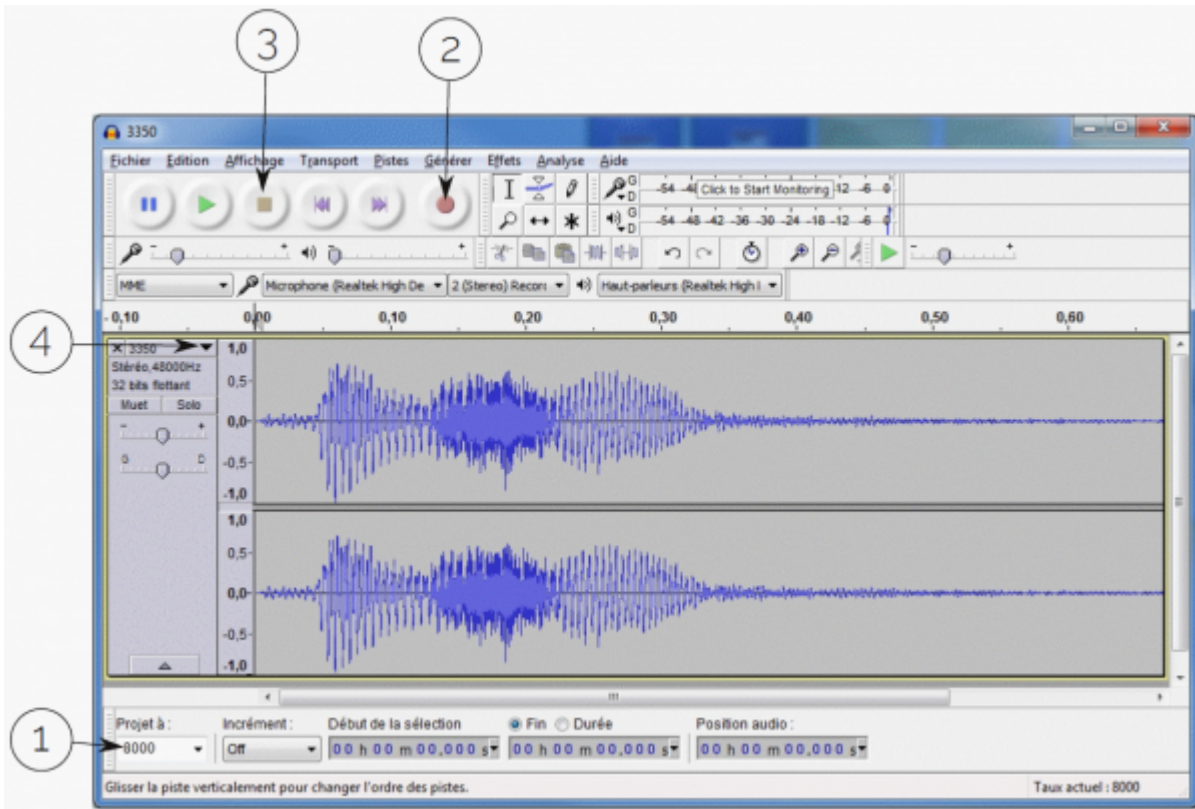 3
2
3350
Fichier Edition Affichage Transport Pistes Générer Effets Analyse Aide
G
D
-54 -48 Click to Start Monitoring -12 -6 0
G
D
-54 -48 -42 -36 -30 -24 -18 -12 -6 0
- + - + - +
MME Microphone (Realtek High De 2 (Stereo) Recor Haut-parleurs (Realtek High
- 0,10 0,00 0,10 0,20 0,30 0,40 0,50 0,60
4
× 3350
Stéréo,48000Hz
32 bits flottant
Muet Solo
- +
G D
1,0
0,5-
0,0-
-0,5-
-1,0
1,0
0,5-
0,0-
-0,5-
-1,0
1
Projet à : Incrément : Début de la sélection Fin Durée Position audio :
8000 Off 00 h 00 m 00,000 s 00 h 00 m 00,000 s 00 h 00 m 00,000 s
Glisser la piste verticalement pour changer l'ordre des pistes. Taux actuel : 8000